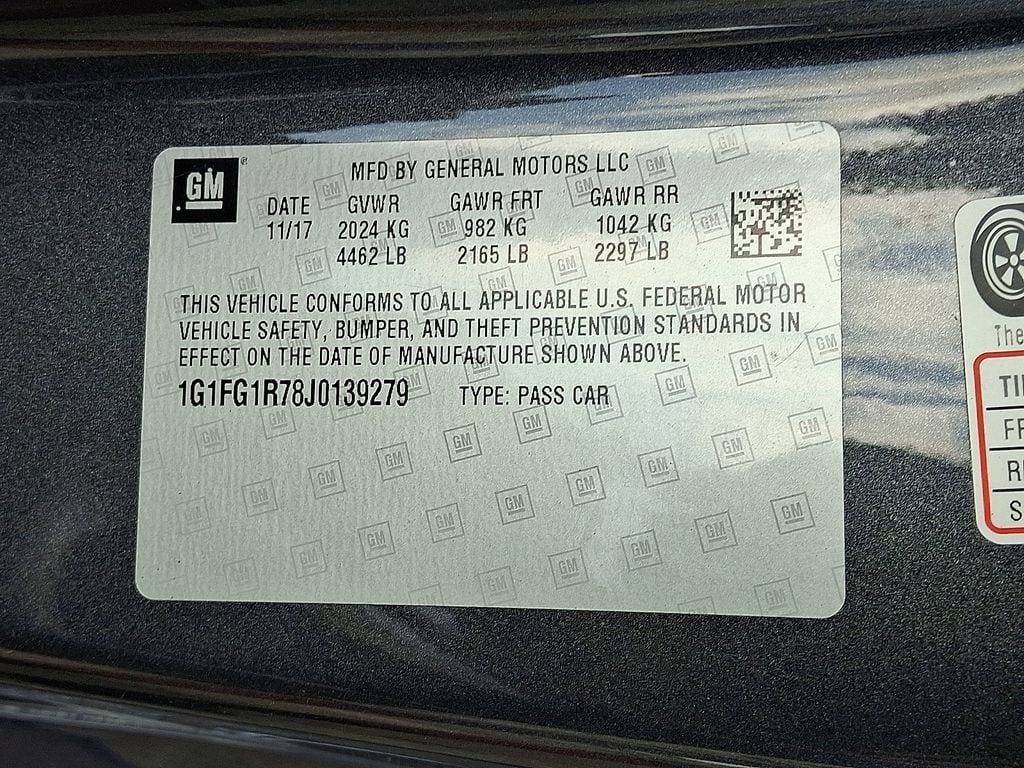 GM
MFD BY GENERAL MOTORS LLC
DATE GVWR GAWR FRT GAWR RR
11/17 2024 KG 982 KG 1042 KG
4462 LB 2165 LB 2297 LB
THIS VEHICLE CONFORMS TO ALL APPLICABLE U.S. FEDERAL MOTOR
VEHICLE SAFETY, BUMPER, AND THEFT PREVENTION STANDARDS IN
EFFECT ON THE DATE OF MANUFACTURE SHOWN ABOVE.
1G1FG1R78J0139279 TYPE: PASS CAR
The